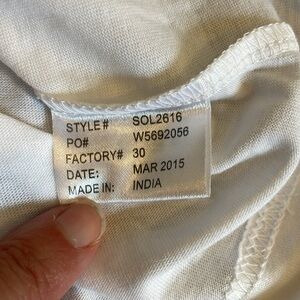 STYLE # SOL2616
PO# W5692056
FACTORY# 30
DATE: MAR 2015
MADE IN: INDIA